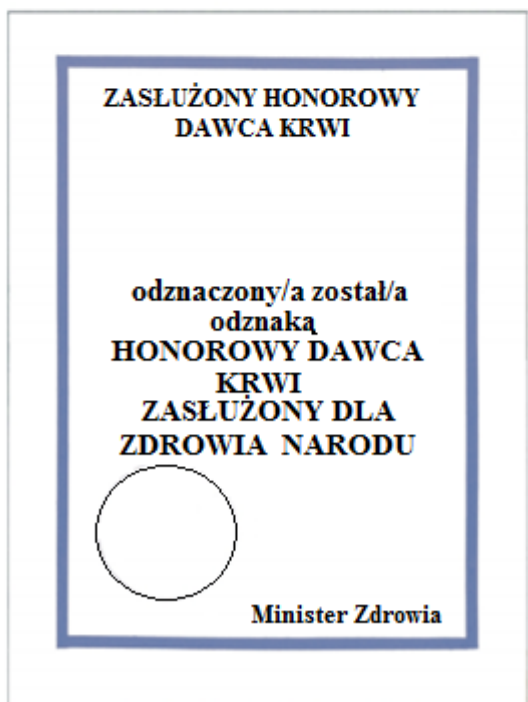 ZASŁUŻONY HONOROWY
DAWCA KRWI
odznaczony/a został/a
odznaką
HONOROWY DAWCA
KRWI
ZASŁUŻONY DLA
ZDROWIA NARODU
Minister Zdrowia